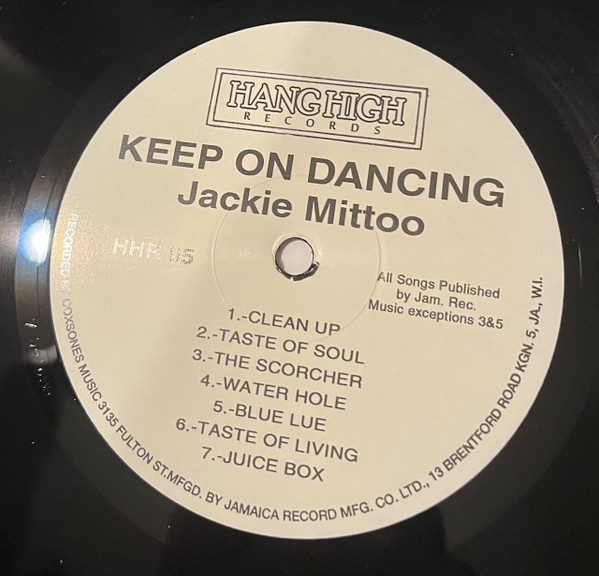 HANG HIGH
RECORDS
KEEP ON DANCING
Jackie Mittoo
HHR 05
All Songs Published
by Jam. Rec.
Music exceptions 3&5
1.-CLEAN UP
2.-TASTE OF SOUL
3.-THE SCORCHER
4.-WATER HOLE
5.-BLUE LUE
6.-TASTE OF LIVING
7.-JUICE BOX
RECORDED BY COXSONES MUSIC 3135 FULTON ST.MFGD. BY JAMAICA RECORD MFG. CO. LTD., 13 BRENTFORD ROAD KGN. 5, JA., W.I.